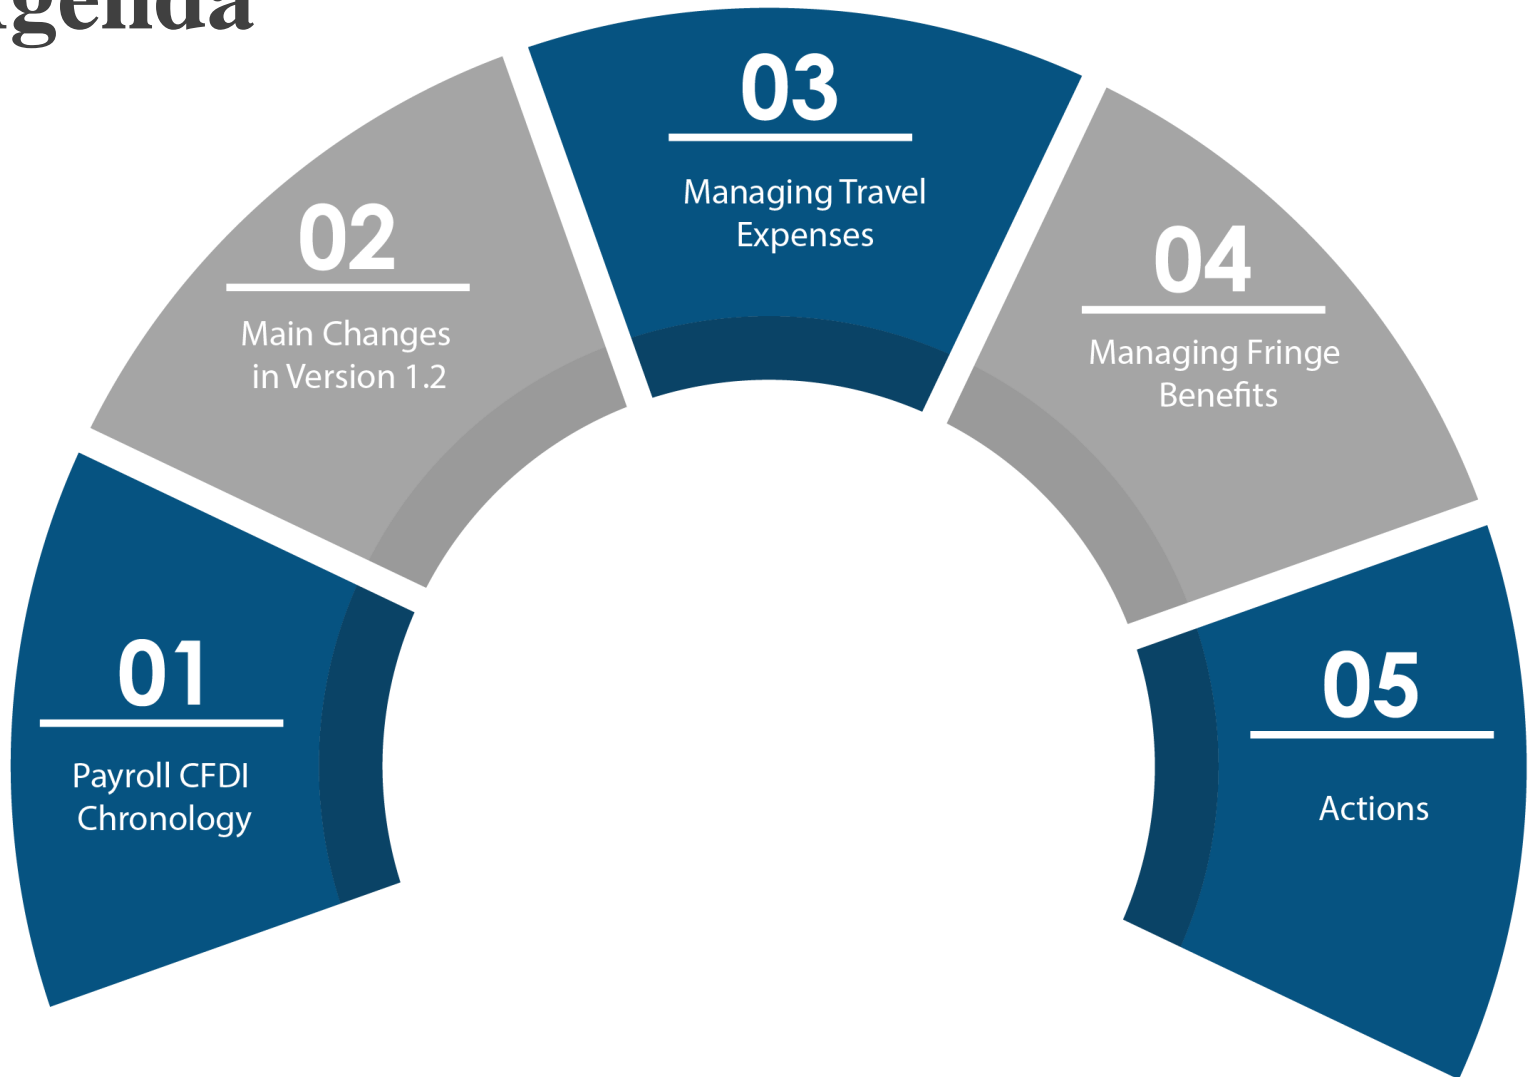 genda
01
Payroll CFDI
Chronology
02
Main Changes
in Version 1.2
03
Managing Travel
Expenses
04
Managing Fringe
Benefits
05
Actions